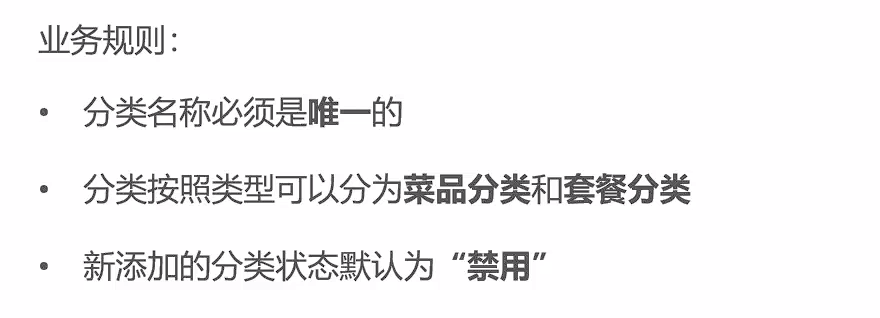 业务规则：
• 分类名称必须是唯一的
• 分类按照类型可以分为菜品分类和套餐分类
• 新添加的分类状态默认为“禁用”